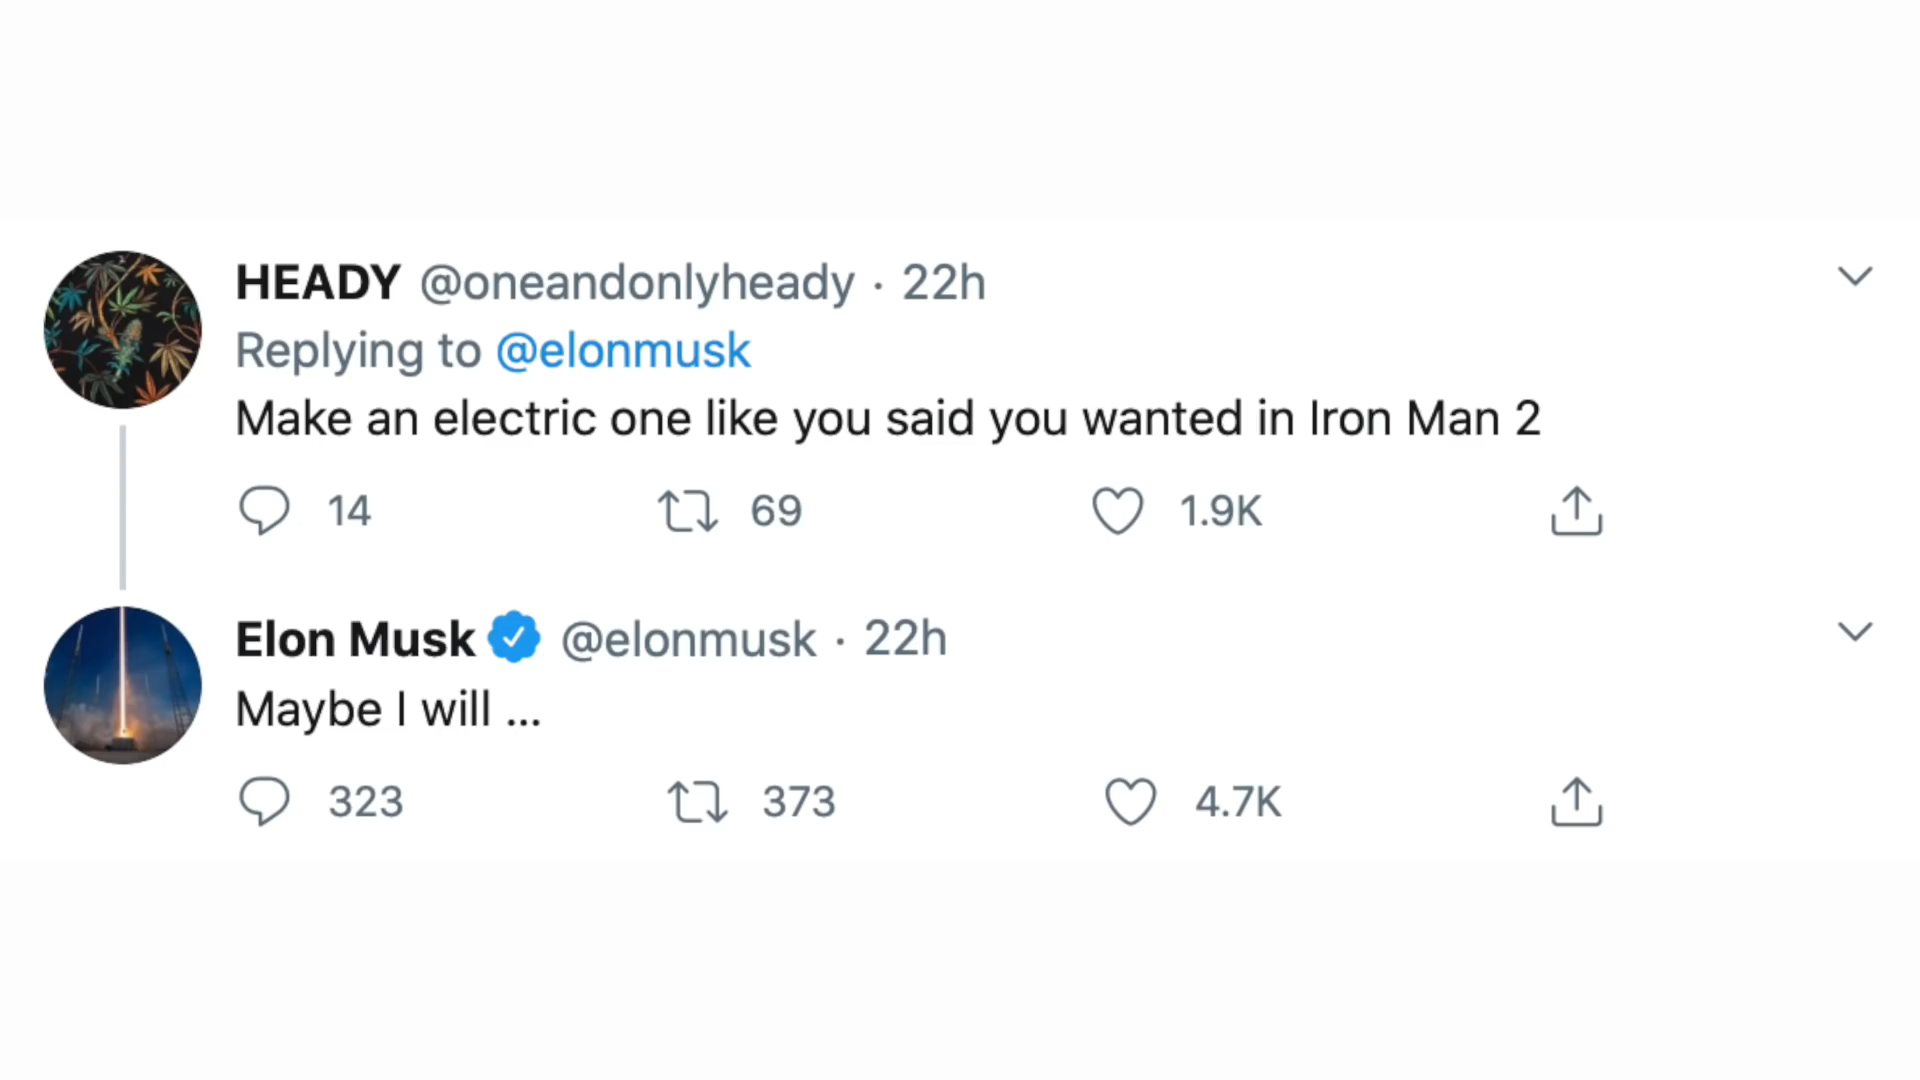 HEADY @oneandonlyheady · 22h
Replying to @elonmusk
Make an electric one like you said you wanted in Iron Man 2
14 69 1.9K
Elon Musk @elonmusk · 22h
Maybe I will ...
323 373 4.7K